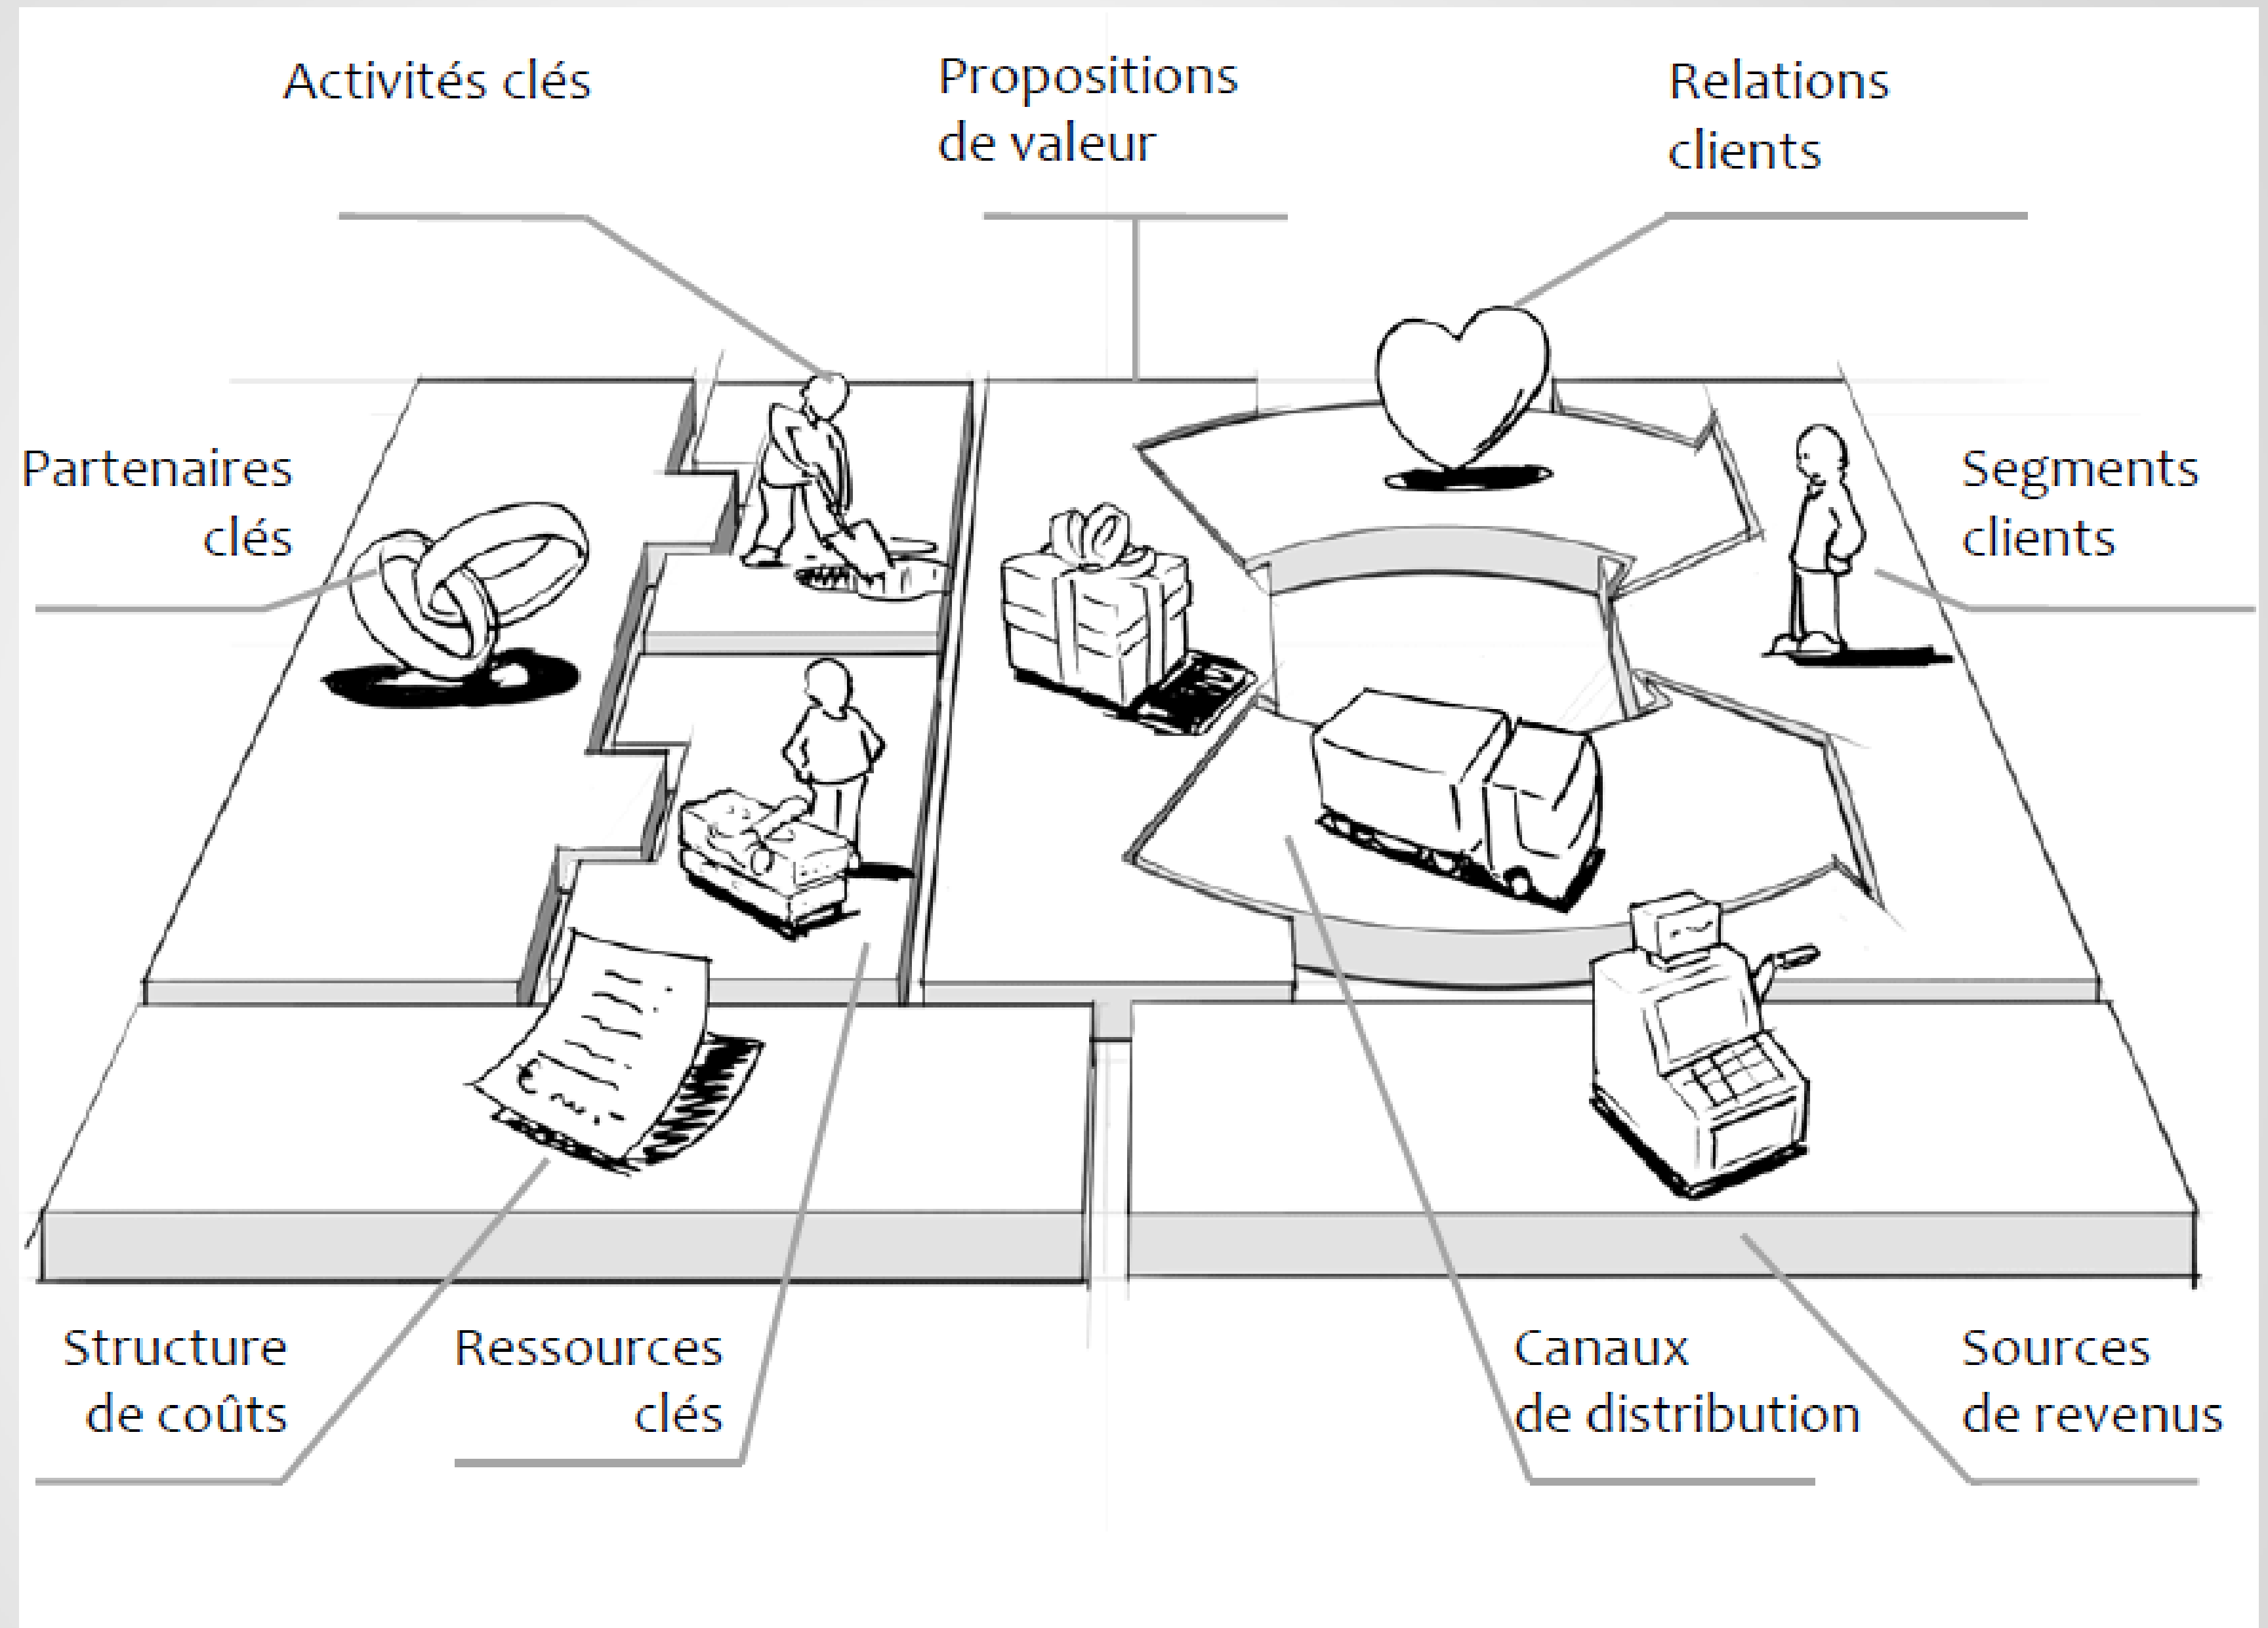 Activités clés
Propositions
de valeur
Relations
clients
Partenaires
clés
Segments
clients
Structure
de coûts
Ressources
clés
Canaux
de distribution
Sources
de revenus